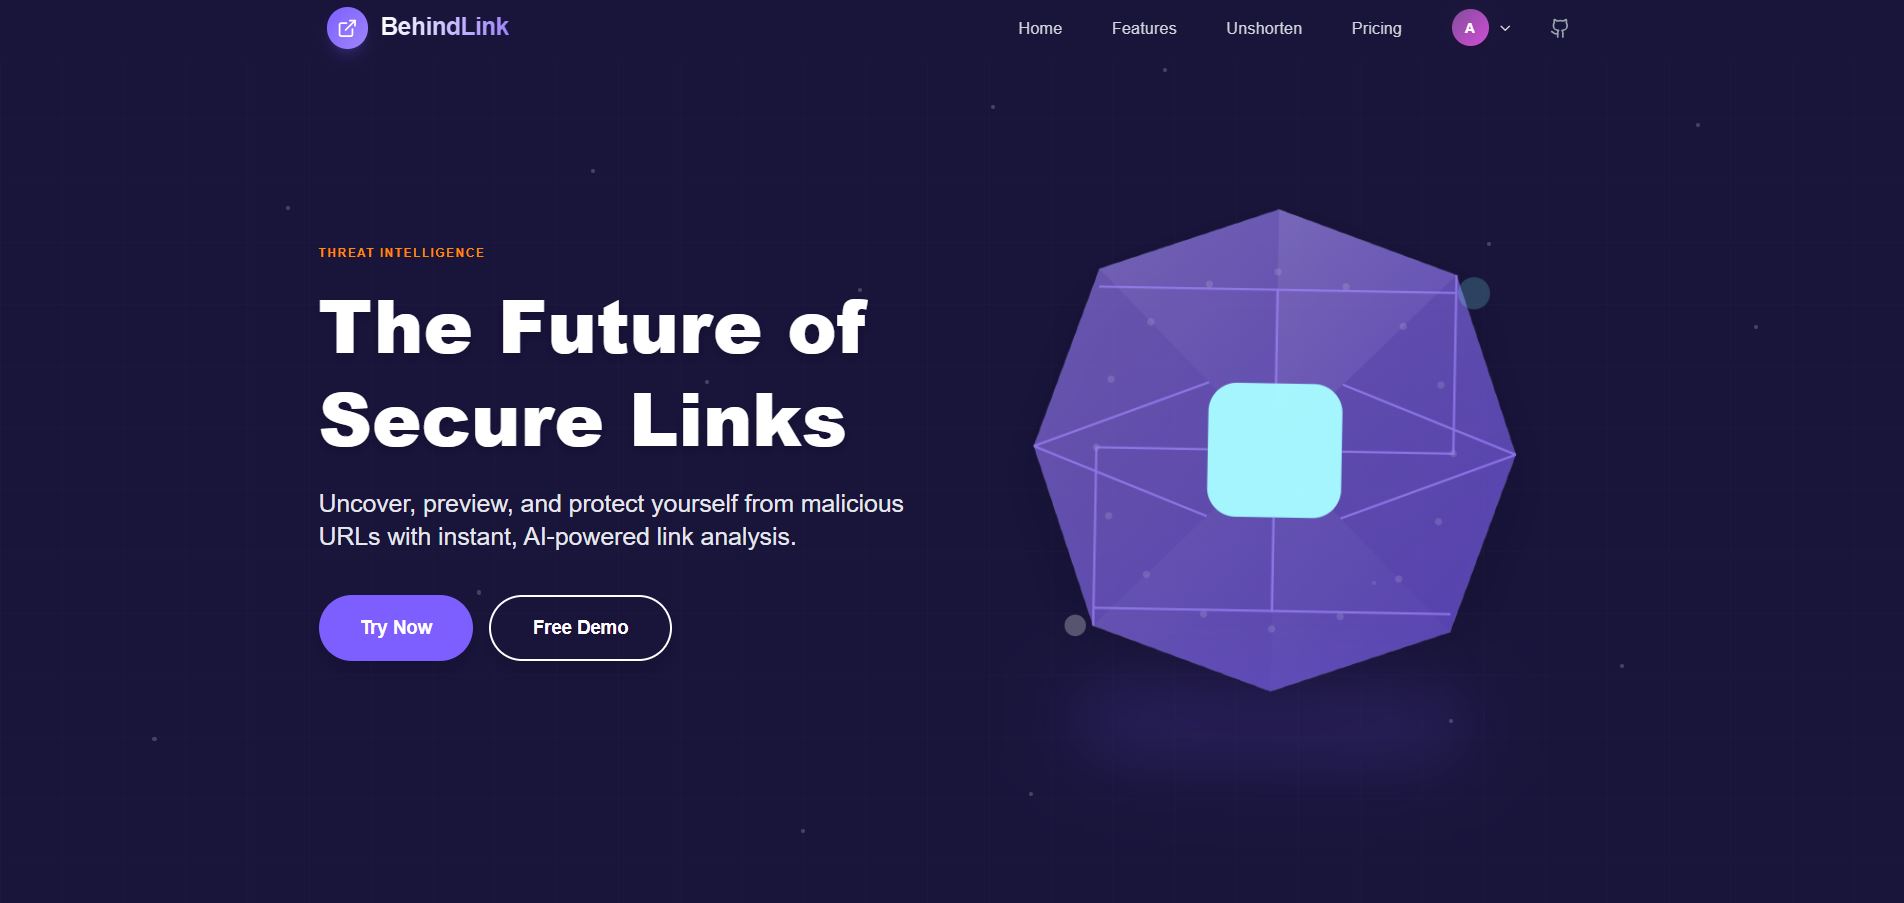 BehindLink
Home Features Unshorten Pricing A
THREAT INTELLIGENCE
The Future of
Secure Links
Uncover, preview, and protect yourself from malicious
URLs with instant, AI-powered link analysis.
Try Now Free Demo